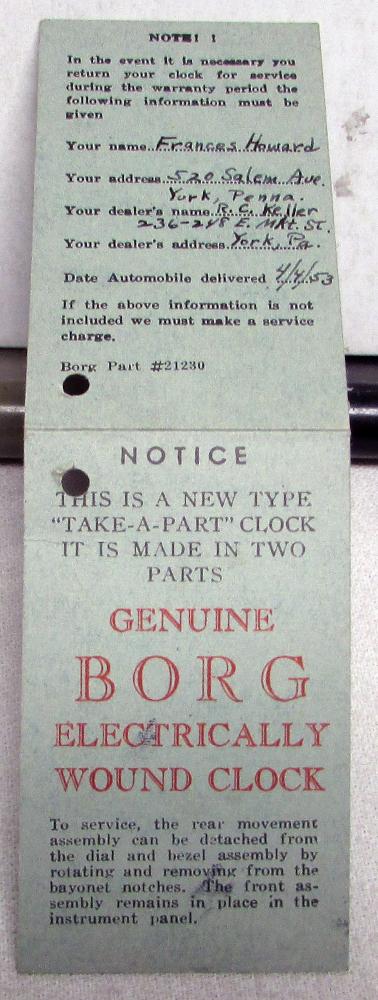 NOTE! !
In the event it is necessary you
return your clock for service
during the warranty period the
following information must be
given
Your name Frances Howard
Your address 520 Salem Ave.
York, Penna.
Your dealer's name R. E. Keller
236-248 E. Mkt. St.
Your dealer's address York, Pa.
Date Automobile delivered 4/4/53
If the above information is not
included we must make a service
charge.
Borg Part #21230
NOTICE
THIS IS A NEW TYPE
"TAKE-A-PART" CLOCK
IT IS MADE IN TWO
PARTS
GENUINE
BORG
ELECTRICALLY
WOUND CLOCK
To service, the rear movement
assembly can be detached from
the dial and bezel assembly by
rotating and removing from the
bayonet notches. The front as-
sembly remains in place in the
instrument panel.